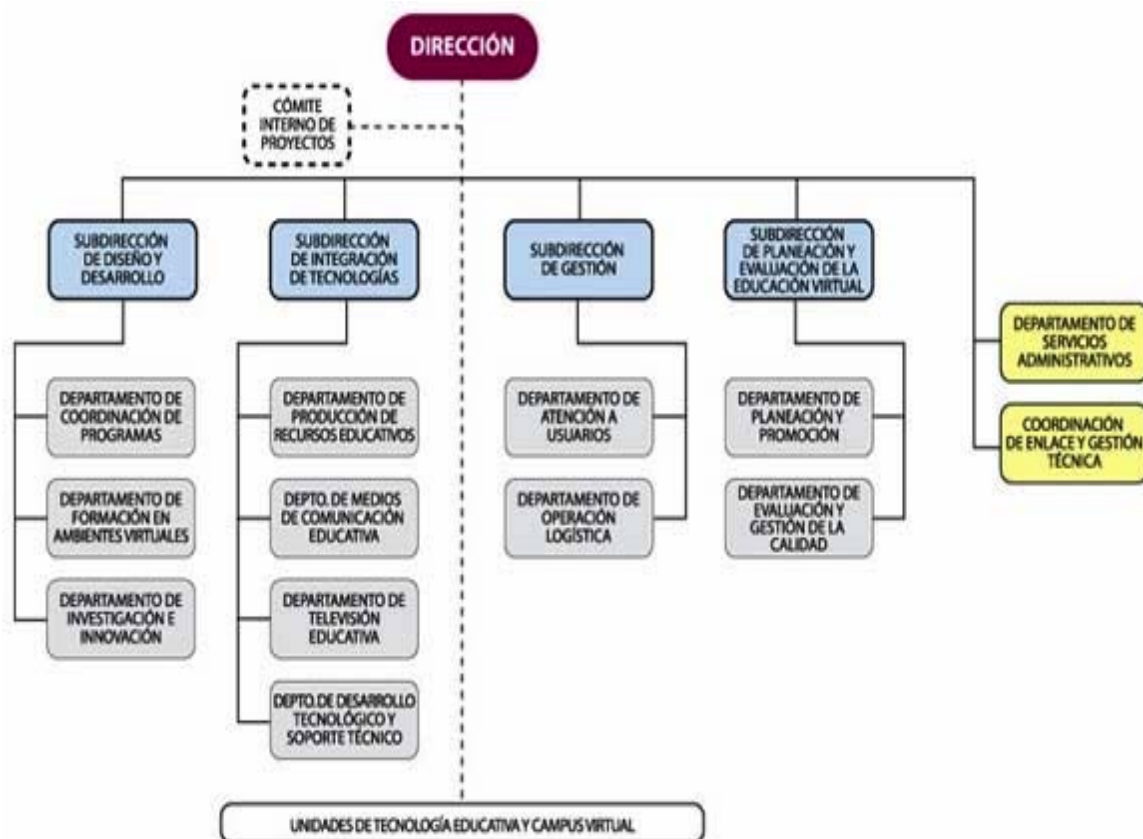 DIRECCIÓN
CÓMITE
INTERNO DE
PROYECTOS
SUBDIRECCIÓN
DE DISEÑO Y
DESARROLLO
SUBDIRECCIÓN
DE INTEGRACIÓN
DE TECNOLOGÍAS
SUBDIRECCIÓN
DE GESTIÓN
SUBDIRECCIÓN
DE PLANEACIÓN Y
EVALUACIÓN DE LA
EDUCACIÓN VIRTUAL
DEPARTAMENTO DE
SERVICIOS
ADMINISTRATIVOS
COORDINACIÓN
DE ENLACE Y GESTIÓN
TÉCNICA
DEPARTAMENTO DE
COORDINACIÓN DE
PROGRAMAS
DEPARTAMENTO DE
FORMACIÓN EN
AMBIENTES VIRTUALES
DEPARTAMENTO DE
INVESTIGACIÓN E
INNOVACIÓN
DEPARTAMENTO DE
PRODUCCIÓN DE
RECURSOS EDUCATIVOS
DEPTO. DE MEDIOS
DE COMUNICACIÓN
EDUCATIVA
DEPARTAMENTO DE
TELEVISIÓN
EDUCATIVA
DEPTO. DE DESARROLLO
TECNOLÓGICO Y
SOPORTE TÉCNICO
DEPARTAMENTO DE
ATENCIÓN A
USUARIOS
DEPARTAMENTO DE
OPERACIÓN
LOGÍSTICA
DEPARTAMENTO DE
PLANEACIÓN Y
PROMOCIÓN
DEPARTAMENTO DE
EVALUACIÓN Y
GESTIÓN DE LA
CALIDAD
UNIDADES DE TECNOLOGÍA EDUCATIVA Y CAMPUS VIRTUAL